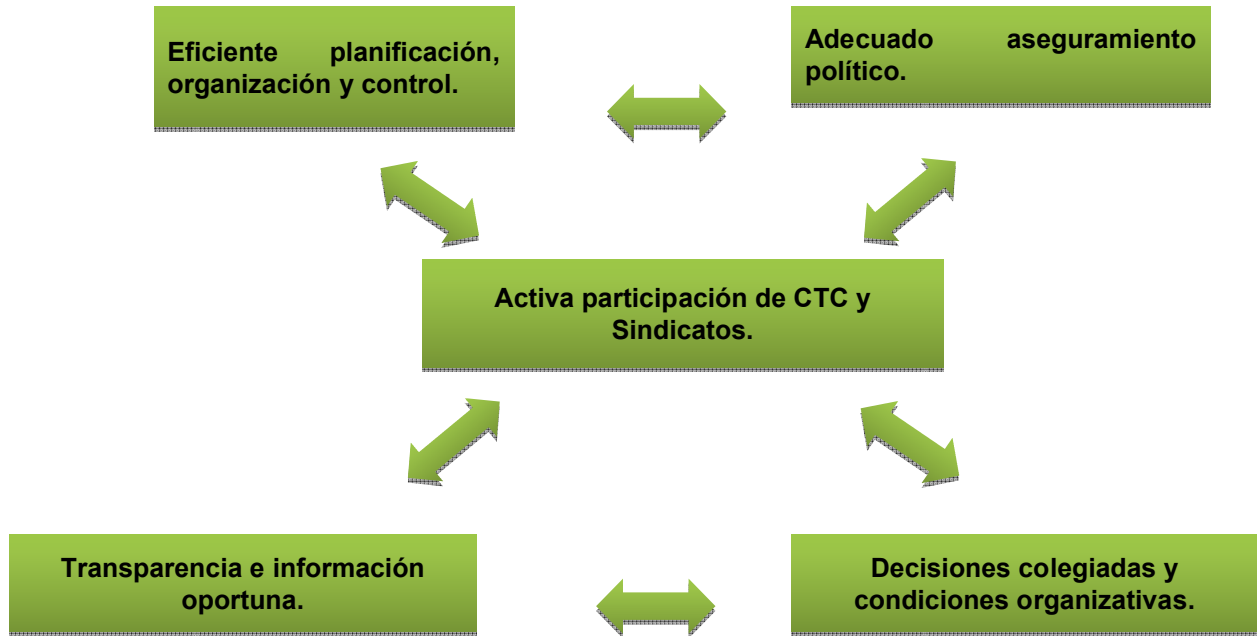 Eficiente planificación,
organización y control.
Adecuado aseguramiento
político.
Activa participación de CTC y
Sindicatos.
Transparencia e información
oportuna.
Decisiones colegiadas y
condiciones organizativas.